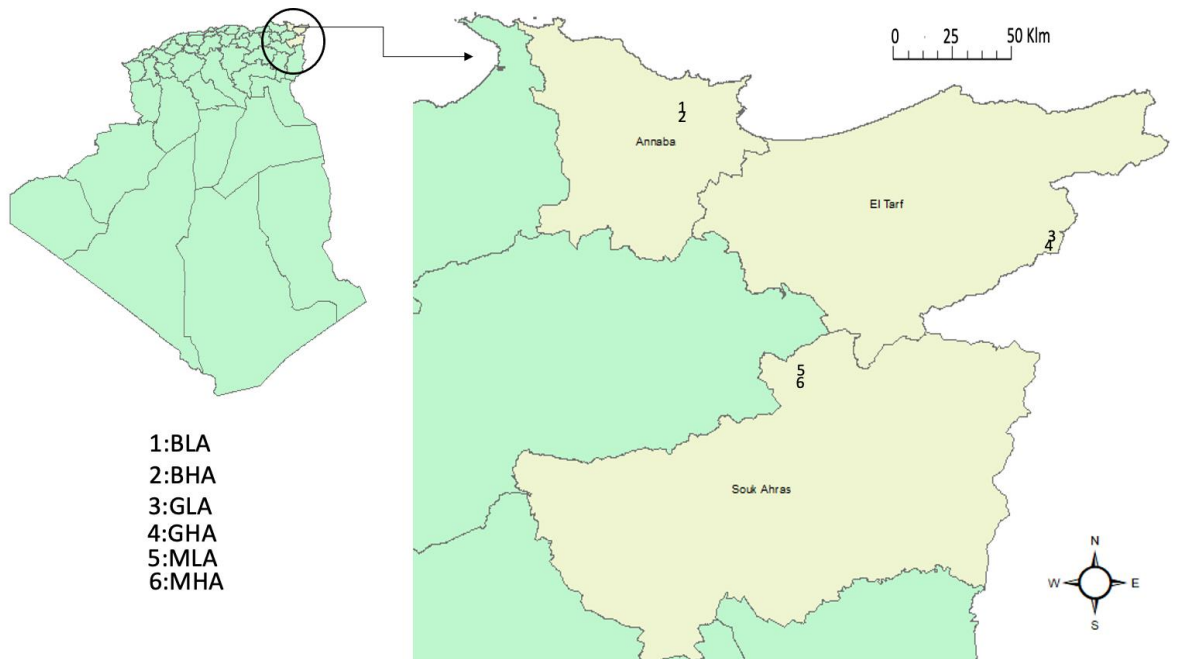 0 25 50 Klm
1
2
Annaba
El Tarf
3
4
5
6
1:BLA
2:BHA
3:GLA
4:GHA
5:MLA
6:MHA
Souk Ahras
N
W E
S